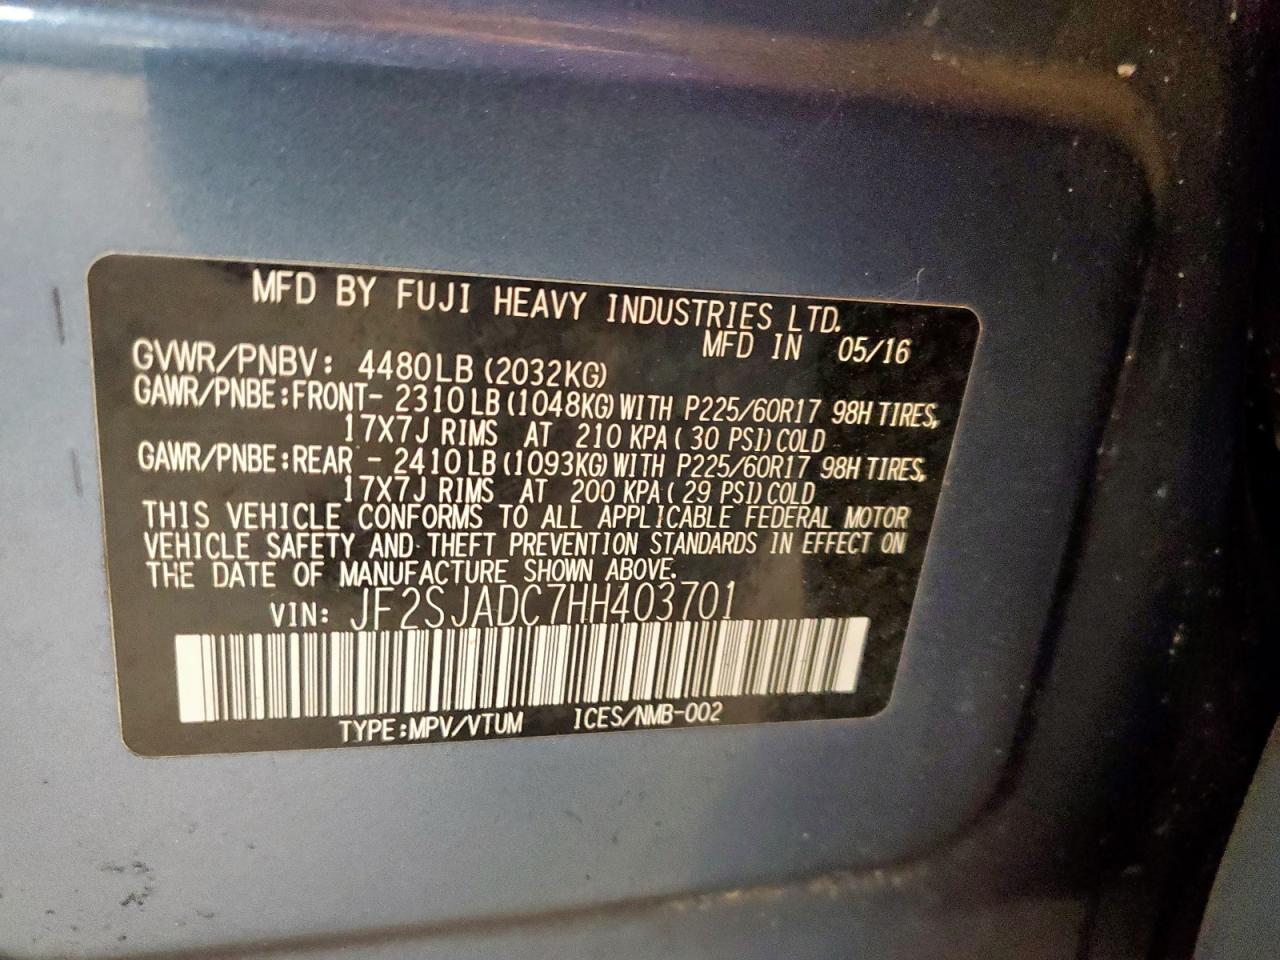 MFD BY FUJI HEAVY INDUSTRIES LTD.
MFD IN 05/16
GVWR/PNBV: 4480LB (2032KG)
GAWR/PNBE:FRONT- 2310LB(1048KG)WITH P225/60R17 98H TIRES,
17X7J RIMS AT 210 KPA( 30 PSI)COLD
GAWR/PNBE:REAR - 2410LB(1093KG)WITH P225/60R17 98H TIRES,
17X7J RIMS AT 200 KPA( 29 PSI)COLD
THIS VEHICLE CONFORMS TO ALL APPLICABLE FEDERAL MOTOR
VEHICLE SAFETY AND THEFT PREVENTION STANDARDS IN EFFECT ON
THE DATE OF MANUFACTURE SHOWN ABOVE.
VIN: JF2SJADC7HH403701
TYPE:MPV/VTUM ICES/NMB-002